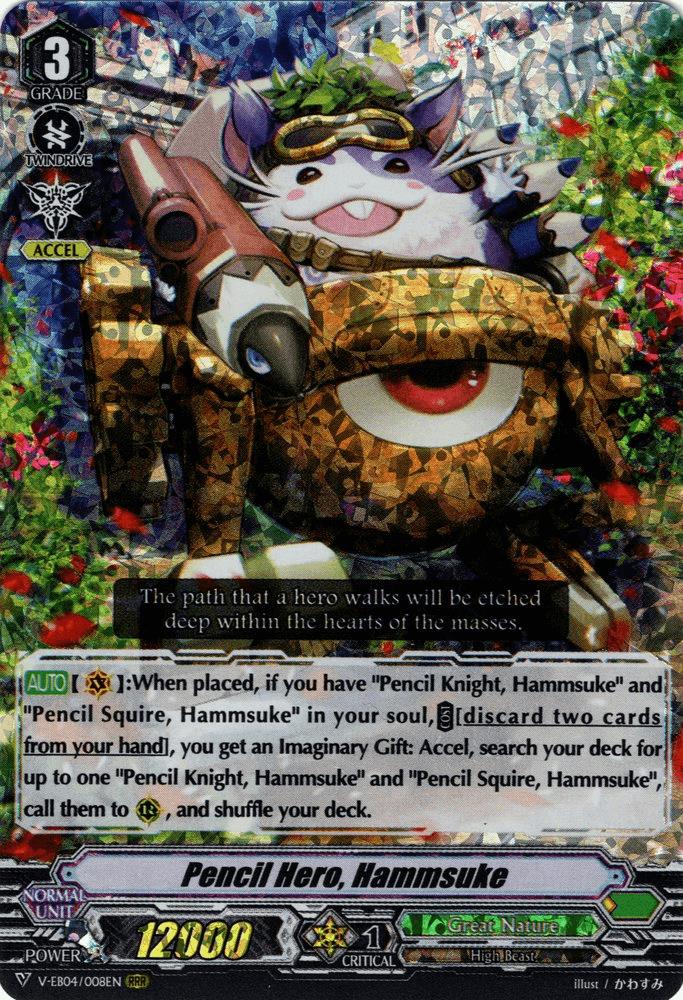 3
GRADE
TWINDRIVE
ACCEL
The path that a hero walks will be etched
deep within the hearts of the masses.
AUTO【 】:When placed, if you have "Pencil Knight, Hammsuke" and
"Pencil Squire, Hammsuke" in your soul, COST [discard two cards
from your hand], you get an Imaginary Gift: Accel, search your deck for
up to one "Pencil Knight, Hammsuke" and "Pencil Squire, Hammsuke",
call them to R, and shuffle your deck.
Pencil Hero, Hammsuke
NORMAL
UNIT
POWER 12000 1 CRITICAL
Great Nature
High Beast
V-EB04/008EN RRR
illust / かわすみ